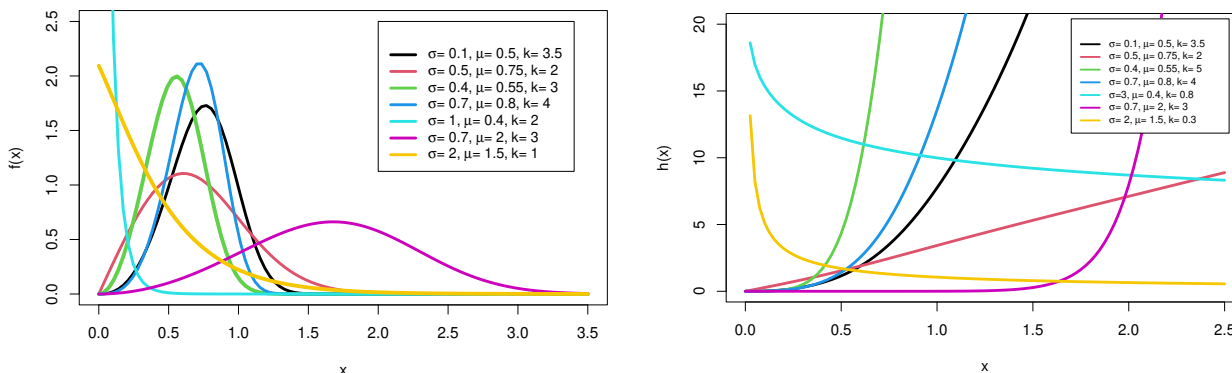 f(x)
2.5
2.0
1.5
1.0
0.5
0.0
σ= 0.1, μ= 0.5, k= 3.5
σ= 0.5, μ= 0.75, k= 2
σ= 0.4, μ= 0.55, k= 3
σ= 0.7, μ= 0.8, k= 4
σ= 1, μ= 0.4, k= 2
σ= 0.7, μ= 2, k= 3
σ= 2, μ= 1.5, k= 1
0.0 0.5 1.0 1.5 2.0 2.5 3.0 3.5
x
h(x)
20
15
10
5
0
σ= 0.1, μ= 0.5, k= 3.5
σ= 0.5, μ= 0.75, k= 2
σ= 0.4, μ= 0.55, k= 5
σ= 0.7, μ= 0.8, k= 4
σ=3, μ= 0.4, k= 0.8
σ= 0.7, μ= 2, k= 3
σ= 2, μ= 1.5, k= 0.3
0.0 0.5 1.0 1.5 2.0 2.5
x